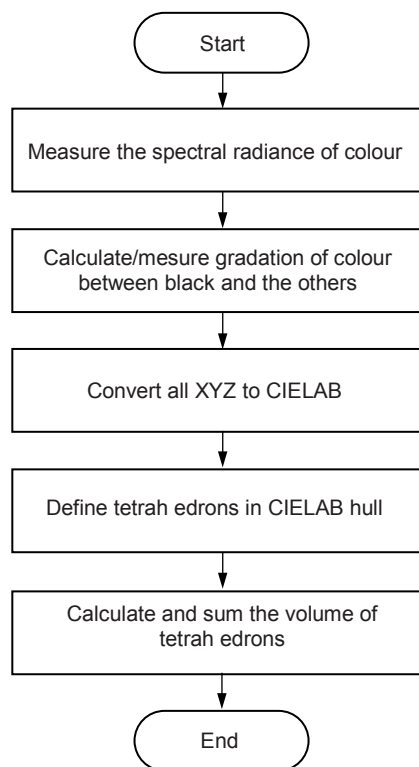 Start
Measure the spectral radiance of colour
Calculate/mesure gradation of colour
between black and the others
Convert all XYZ to CIELAB
Define tetrah edrons in CIELAB hull
Calculate and sum the volume of
tetrah edrons
End